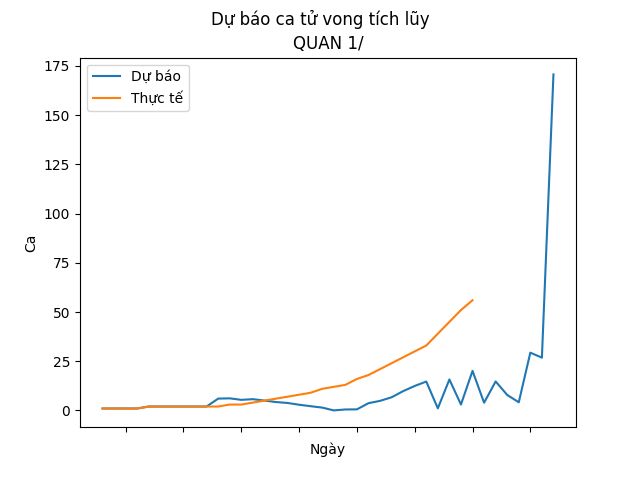 Dự báo ca tử vong tích lũy
QUAN 1/
Dự báo
Thực tế
175
150
125
100
75
50
25
0
Ca
Ngày